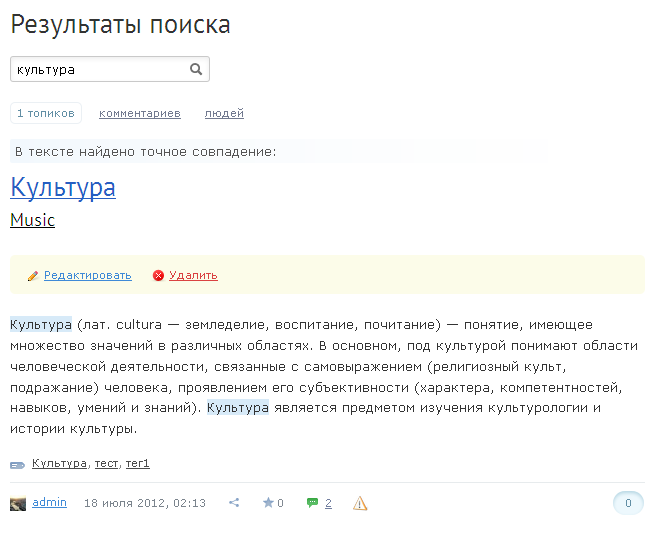 Результаты поиска
культура
1 топиков комментариев людей
В тексте найдено точное совпадение:
Культура
Music
Редактировать Удалить
Культура (лат. cultura — земледелие, воспитание, почитание) — понятие, имеющее
множество значений в различных областях. В основном, под культурой понимают области
человеческой деятельности, связанные с самовыражением (религиозный культ,
подражание) человека, проявлением его субъективности (характера, компетентностей,
навыков, умений и знаний). Культура является предметом изучения культурологии и
истории культуры.
Культура, тест, тег1
admin 18 июля 2012, 02:13 0 2 0